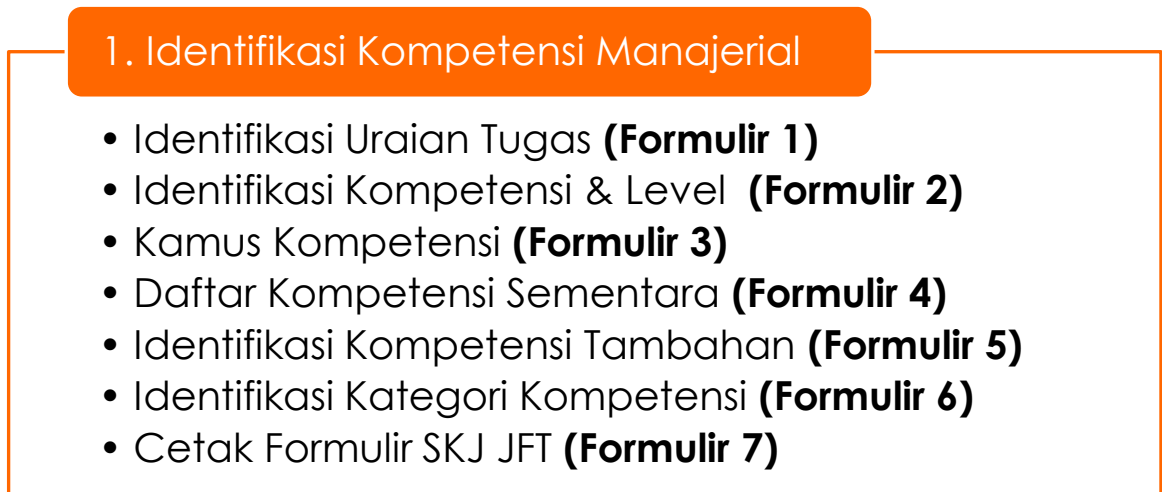 1. Identifikasi Kompetensi Manajerial
• Identifikasi Uraian Tugas (Formulir 1)
• Identifikasi Kompetensi & Level (Formulir 2)
• Kamus Kompetensi (Formulir 3)
• Daftar Kompetensi Sementara (Formulir 4)
• Identifikasi Kompetensi Tambahan (Formulir 5)
• Identifikasi Kategori Kompetensi (Formulir 6)
• Cetak Formulir SKJ JFT (Formulir 7)